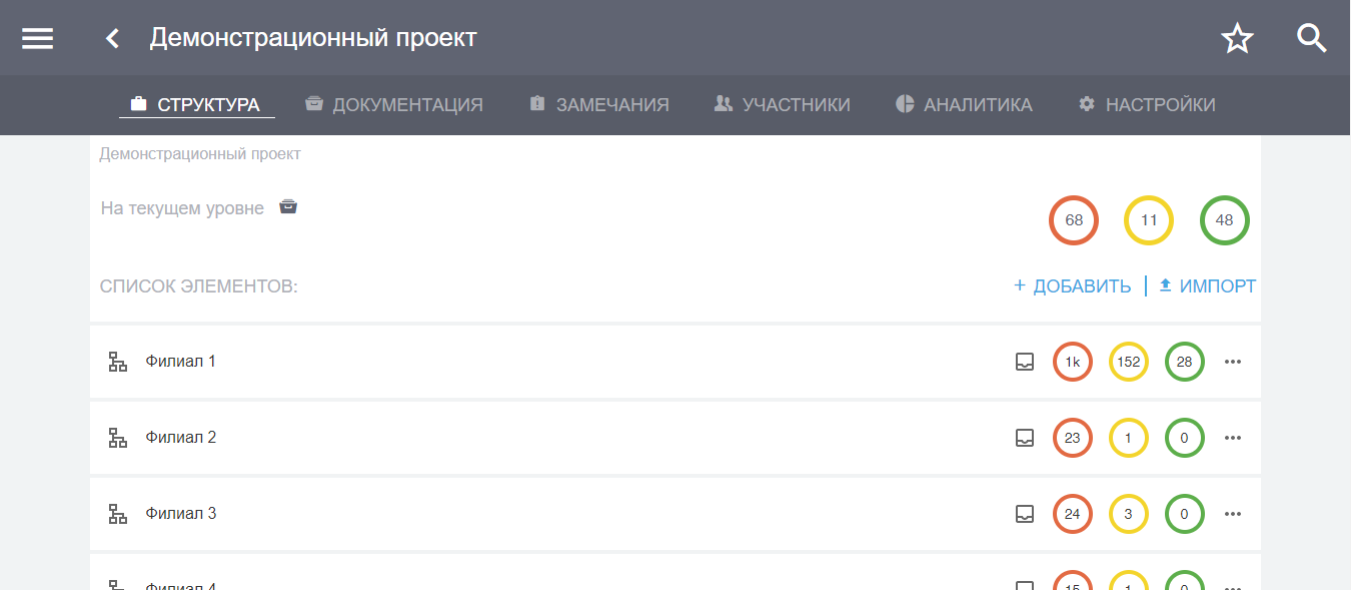 Демонстрационный проект
СТРУКТУРА ДОКУМЕНТАЦИЯ ЗАМЕЧАНИЯ УЧАСТНИКИ АНАЛИТИКА НАСТРОЙКИ
Демонстрационный проект
На текущем уровне 68 11 48
СПИСОК ЭЛЕМЕНТОВ: + ДОБАВИТЬ | ИМПОРТ
Филиал 1 1k 152 28 •••
Филиал 2 23 1 0 •••
Филиал 3 24 3 0 •••
Филиал 4 15 1 0 •••